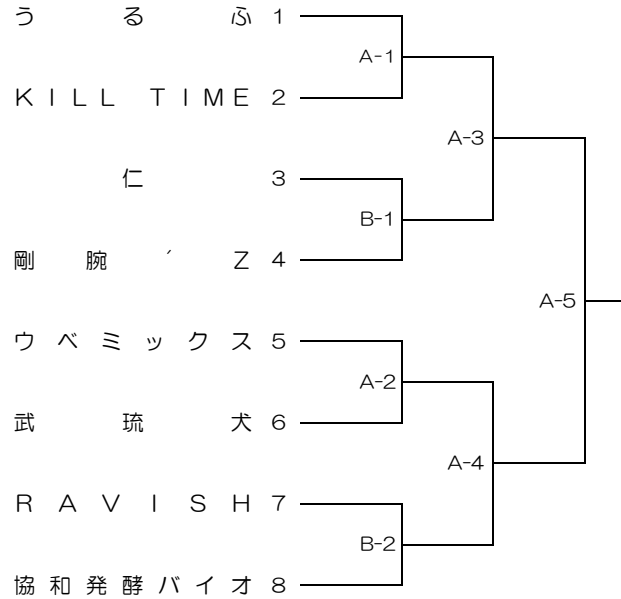 うるふ 1
A-1
KILL TIME 2
A-3
仁 3
B-1
剛腕´Z 4
A-5
ウベミックス 5
A-2
武琉犬 6
A-4
RAVISH 7
B-2
協和発酵バイオ 8